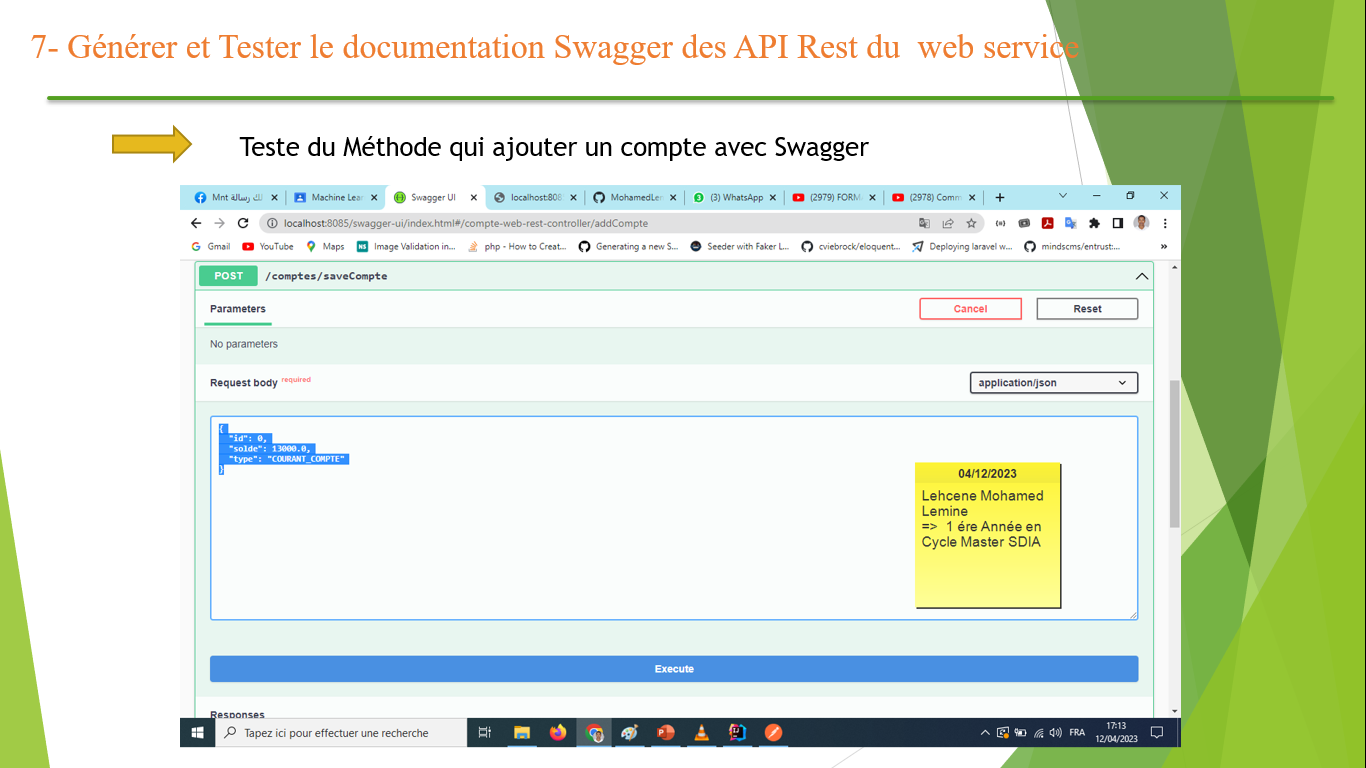 7- Générer et Tester le documentation Swagger des API Rest du web service
Teste du Méthode qui ajouter un compte avec Swagger
Mnt لك رسالة
Machine Lear
Swagger UI
localhost:808
MohamedLer
(3) WhatsApp
(2979) FORM
(2978) Comn
localhost:8085/swagger-ui/index.html#/compte-web-rest-controller/addCompte
Gmail
YouTube
Maps
Image Validation in...
php - How to Creat...
Generating a new S...
Seeder with Faker L...
cviebrock/eloquent...
Deploying laravel w...
mindscms/entrust:...
»
POST /comptes/saveCompte
Parameters
Cancel
Reset
No parameters
Request body required
application/json
{
"id": 0,
"solde": 13000.0,
"type": "COURANT_COMPTE"
}
04/12/2023
Lehcene Mohamed
Lemine
=> 1 ére Année en
Cycle Master SDIA
Execute
Responses
Tapez ici pour effectuer une recherche
FRA
17:13
12/04/2023